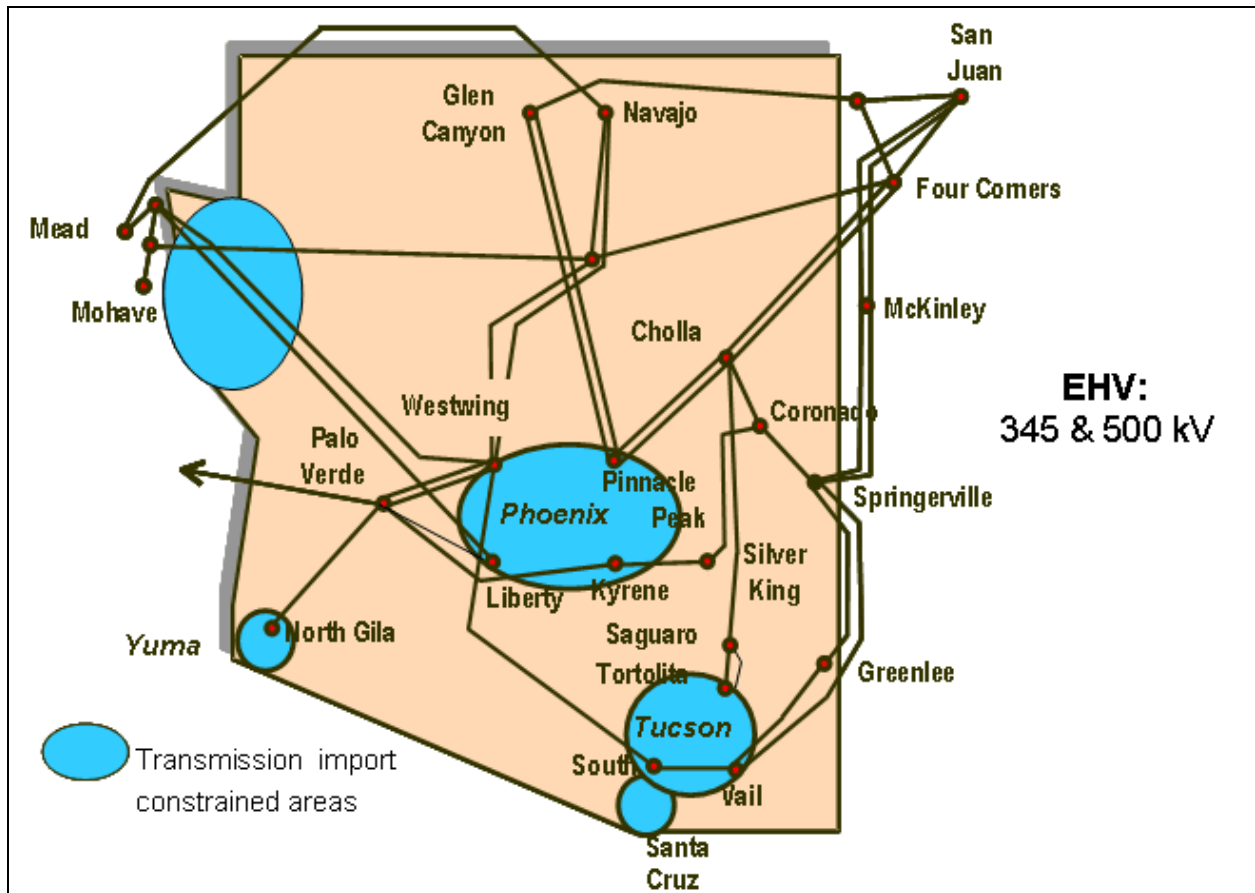 San
Juan
Glen
Canyon
Navajo
Four Corners
Mead
Mohave
McKinley
Cholla
EHV:
345 & 500 kV
Westwing
Coronado
Palo
Verde
Pinnacle
Peak
Springerville
Phoenix
Silver
King
Liberty
Kyrene
North Gila
Yuma
Saguaro
Tortolita
Greenlee
Tucson
Transmission import
constrained areas
South
Vail
Santa
Cruz